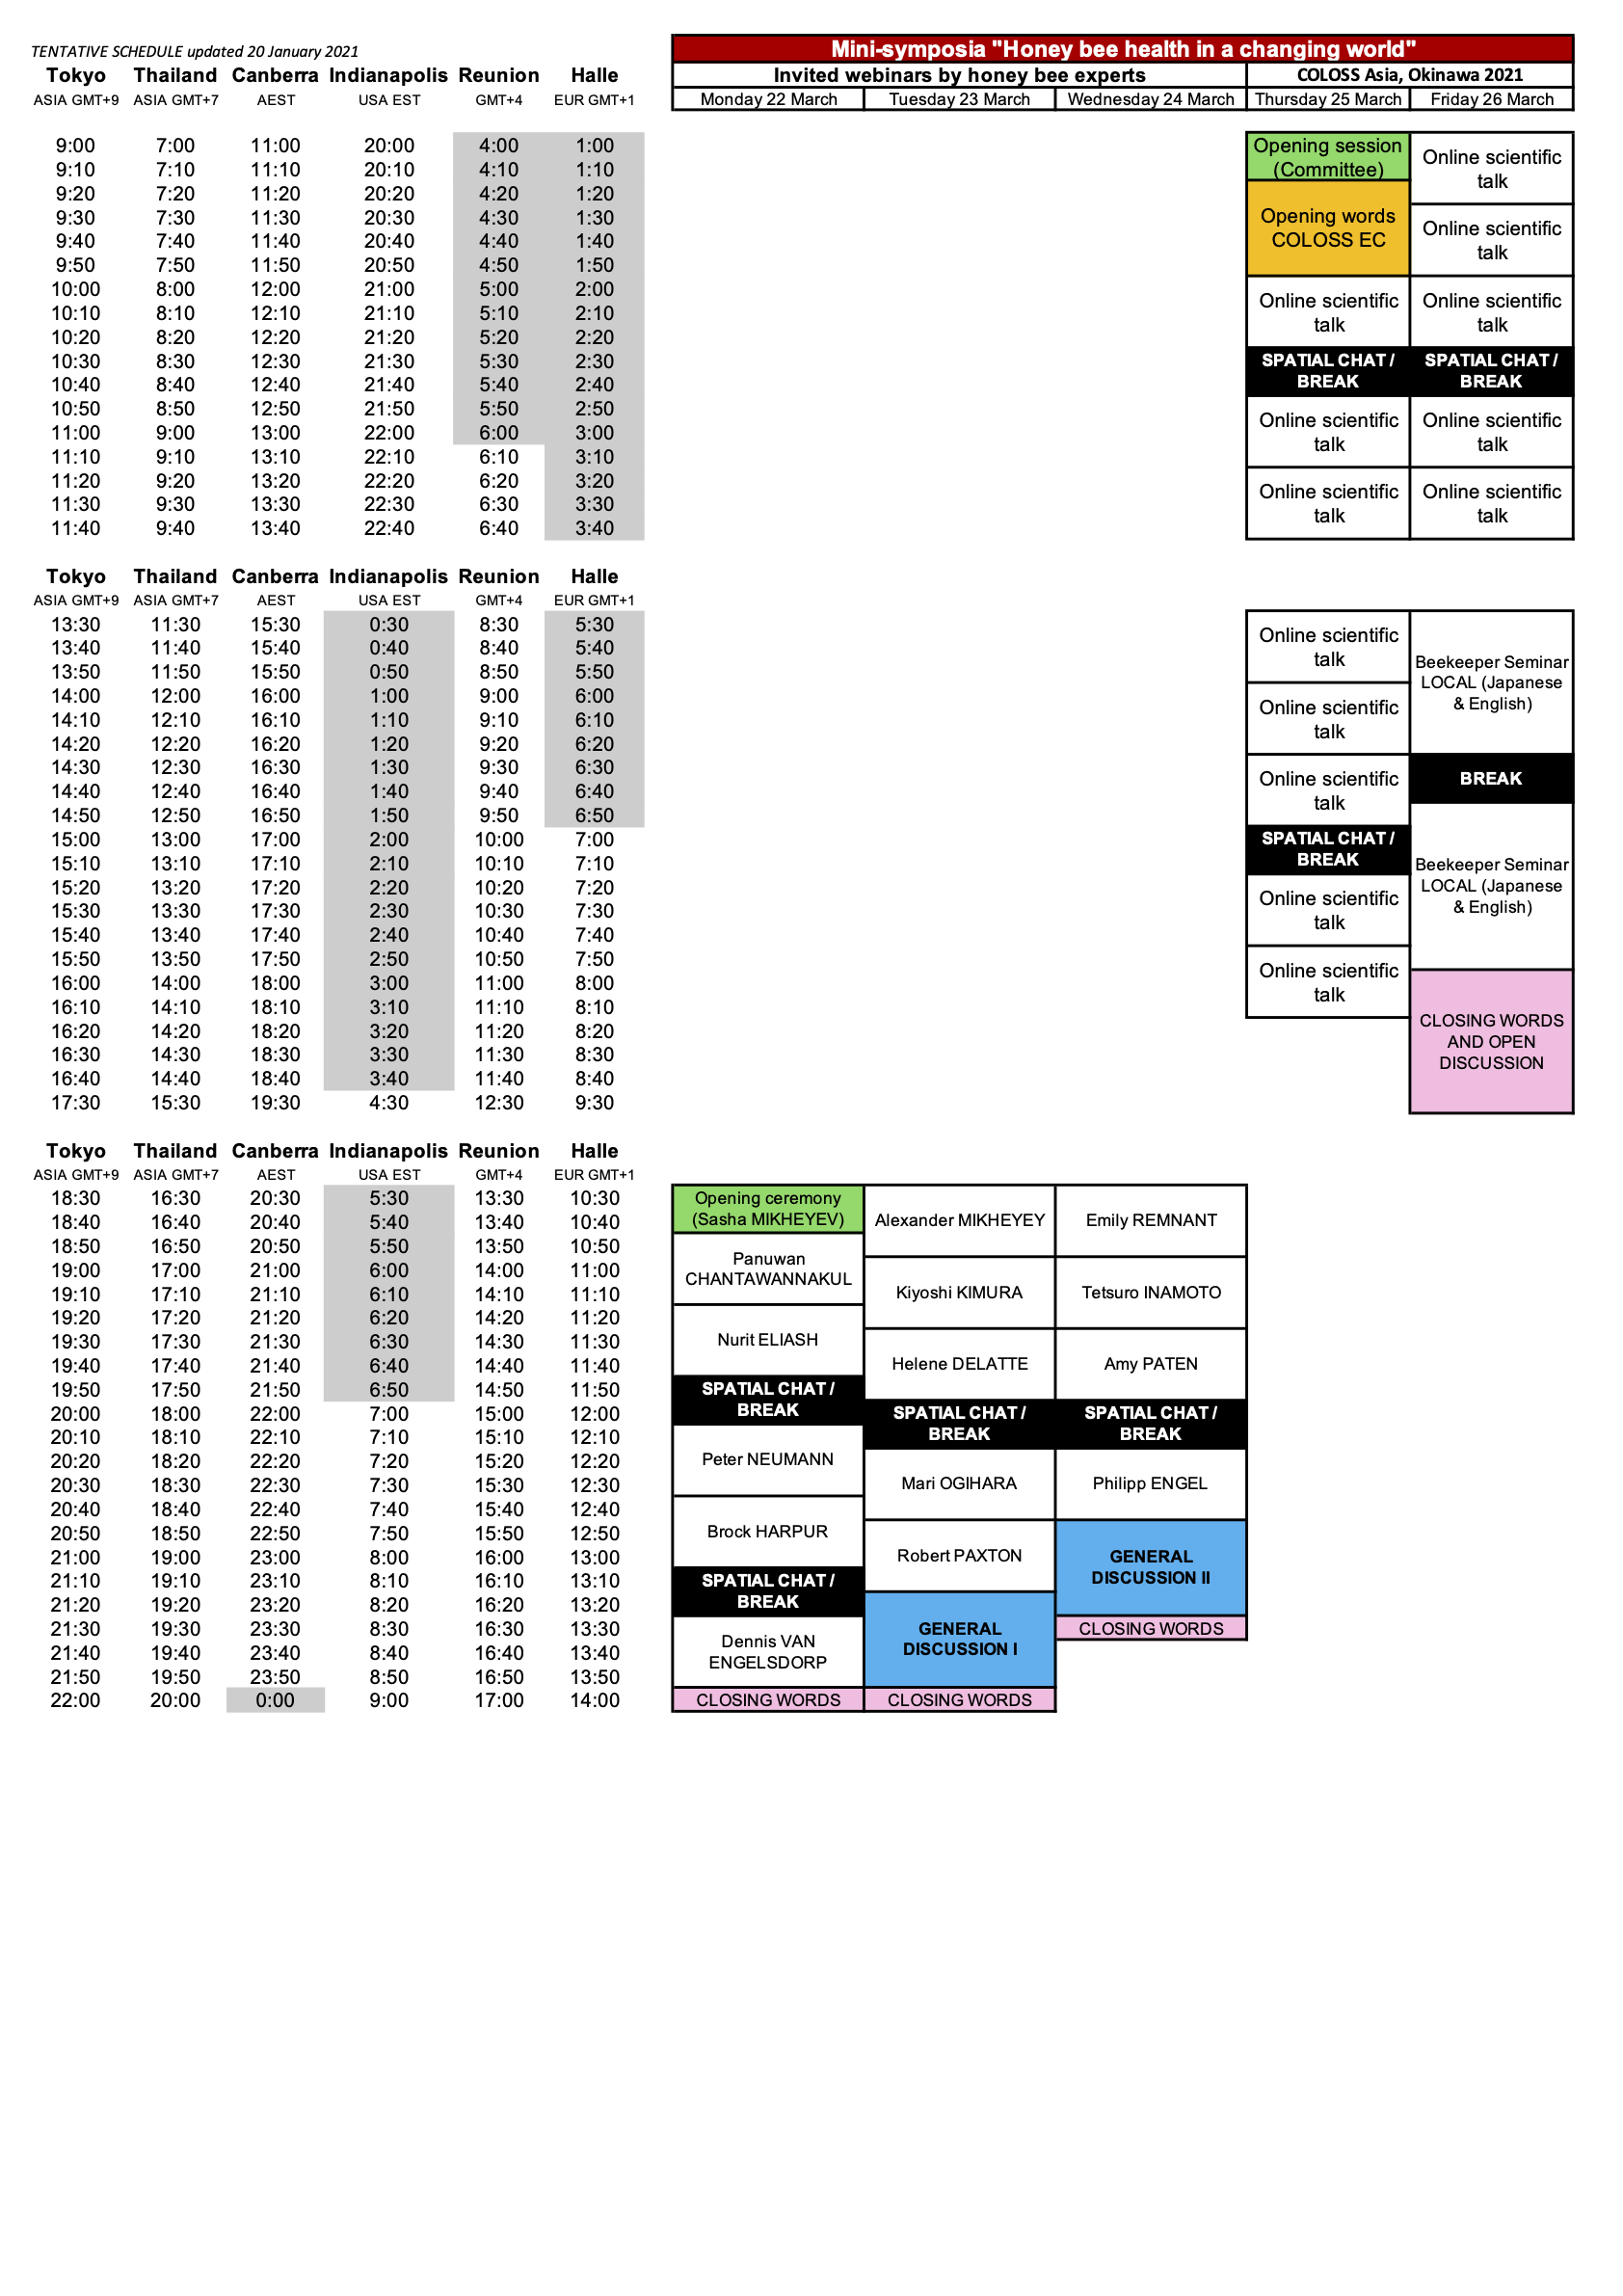 TENTATIVE SCHEDULE updated 20 January 2021
Mini-symposia "Honey bee health in a changing world"
Tokyo Thailand Canberra Indianapolis Reunion Halle
Invited webinars by honey bee experts COLOSS Asia, Okinawa 2021
ASIA GMT+9 ASIA GMT+7 AEST USA EST GMT+4 EUR GMT+1
Monday 22 March Tuesday 23 March Wednesday 24 March Thursday 25 March Friday 26 March
9:00 7:00 11:00 20:00 4:00 1:00
9:10 7:10 11:10 20:10 4:10 1:10
9:20 7:20 11:20 20:20 4:20 1:20
9:30 7:30 11:30 20:30 4:30 1:30
9:40 7:40 11:40 20:40 4:40 1:40
9:50 7:50 11:50 20:50 4:50 1:50
10:00 8:00 12:00 21:00 5:00 2:00
10:10 8:10 12:10 21:10 5:10 2:10
10:20 8:20 12:20 21:20 5:20 2:20
10:30 8:30 12:30 21:30 5:30 2:30
10:40 8:40 12:40 21:40 5:40 2:40
10:50 8:50 12:50 21:50 5:50 2:50
11:00 9:00 13:00 22:00 6:00 3:00
11:10 9:10 13:10 22:10 6:10 3:10
11:20 9:20 13:20 22:20 6:20 3:20
11:30 9:30 13:30 22:30 6:30 3:30
11:40 9:40 13:40 22:40 6:40 3:40
Opening session
(Committee)
Opening words
COLOSS EC
Online scientific
talk
SPATIAL CHAT /
BREAK
Online scientific
talk
Online scientific
talk
Online scientific
talk
Online scientific
talk
Online scientific
talk
SPATIAL CHAT /
BREAK
Online scientific
talk
Online scientific
talk
Tokyo Thailand Canberra Indianapolis Reunion Halle
ASIA GMT+9 ASIA GMT+7 AEST USA EST GMT+4 EUR GMT+1
13:30 11:30 15:30 0:30 8:30 5:30
13:40 11:40 15:40 0:40 8:40 5:40
13:50 11:50 15:50 0:50 8:50 5:50
14:00 12:00 16:00 1:00 9:00 6:00
14:10 12:10 16:10 1:10 9:10 6:10
14:20 12:20 16:20 1:20 9:20 6:20
14:30 12:30 16:30 1:30 9:30 6:30
14:40 12:40 16:40 1:40 9:40 6:40
14:50 12:50 16:50 1:50 9:50 6:50
15:00 13:00 17:00 2:00 10:00 7:00
15:10 13:10 17:10 2:10 10:10 7:10
15:20 13:20 17:20 2:20 10:20 7:20
15:30 13:30 17:30 2:30 10:30 7:30
15:40 13:40 17:40 2:40 10:40 7:40
15:50 13:50 17:50 2:50 10:50 7:50
16:00 14:00 18:00 3:00 11:00 8:00
16:10 14:10 18:10 3:10 11:10 8:10
16:20 14:20 18:20 3:20 11:20 8:20
16:30 14:30 18:30 3:30 11:30 8:30
16:40 14:40 18:40 3:40 11:40 8:40
17:30 15:30 19:30 4:30 12:30 9:30
Online scientific
talk
Online scientific
talk
Online scientific
talk
SPATIAL CHAT /
BREAK
Online scientific
talk
Online scientific
talk
Beekeeper Seminar
LOCAL (Japanese
& English)
BREAK
Beekeeper Seminar
LOCAL (Japanese
& English)
CLOSING WORDS
AND OPEN
DISCUSSION
Tokyo Thailand Canberra Indianapolis Reunion Halle
ASIA GMT+9 ASIA GMT+7 AEST USA EST GMT+4 EUR GMT+1
18:30 16:30 20:30 5:30 13:30 10:30
18:40 16:40 20:40 5:40 13:40 10:40
18:50 16:50 20:50 5:50 13:50 10:50
19:00 17:00 21:00 6:00 14:00 11:00
19:10 17:10 21:10 6:10 14:10 11:10
19:20 17:20 21:20 6:20 14:20 11:20
19:30 17:30 21:30 6:30 14:30 11:30
19:40 17:40 21:40 6:40 14:40 11:40
19:50 17:50 21:50 6:50 14:50 11:50
20:00 18:00 22:00 7:00 15:00 12:00
20:10 18:10 22:10 7:10 15:10 12:10
20:20 18:20 22:20 7:20 15:20 12:20
20:30 18:30 22:30 7:30 15:30 12:30
20:40 18:40 22:40 7:40 15:40 12:40
20:50 18:50 22:50 7:50 15:50 12:50
21:00 19:00 23:00 8:00 16:00 13:00
21:10 19:10 23:10 8:10 16:10 13:10
21:20 19:20 23:20 8:20 16:20 13:20
21:30 19:30 23:30 8:30 16:30 13:30
21:40 19:40 23:40 8:40 16:40 13:40
21:50 19:50 23:50 8:50 16:50 13:50
22:00 20:00 0:00 9:00 17:00 14:00
Opening ceremony
(Sasha MIKHEYEV)
Panuwan
CHANTAWANNAKUL
Nurit ELIASH
SPATIAL CHAT /
BREAK
Peter NEUMANN
Brock HARPUR
SPATIAL CHAT /
BREAK
Dennis VAN
ENGELSDORP
CLOSING WORDS
Alexander MIKHEYEY
Kiyoshi KIMURA
Helene DELATTE
SPATIAL CHAT /
BREAK
Mari OGIHARA
Robert PAXTON
GENERAL
DISCUSSION I
CLOSING WORDS
Emily REMNANT
Tetsuro INAMOTO
Amy PATEN
SPATIAL CHAT /
BREAK
Philipp ENGEL
GENERAL
DISCUSSION II
CLOSING WORDS